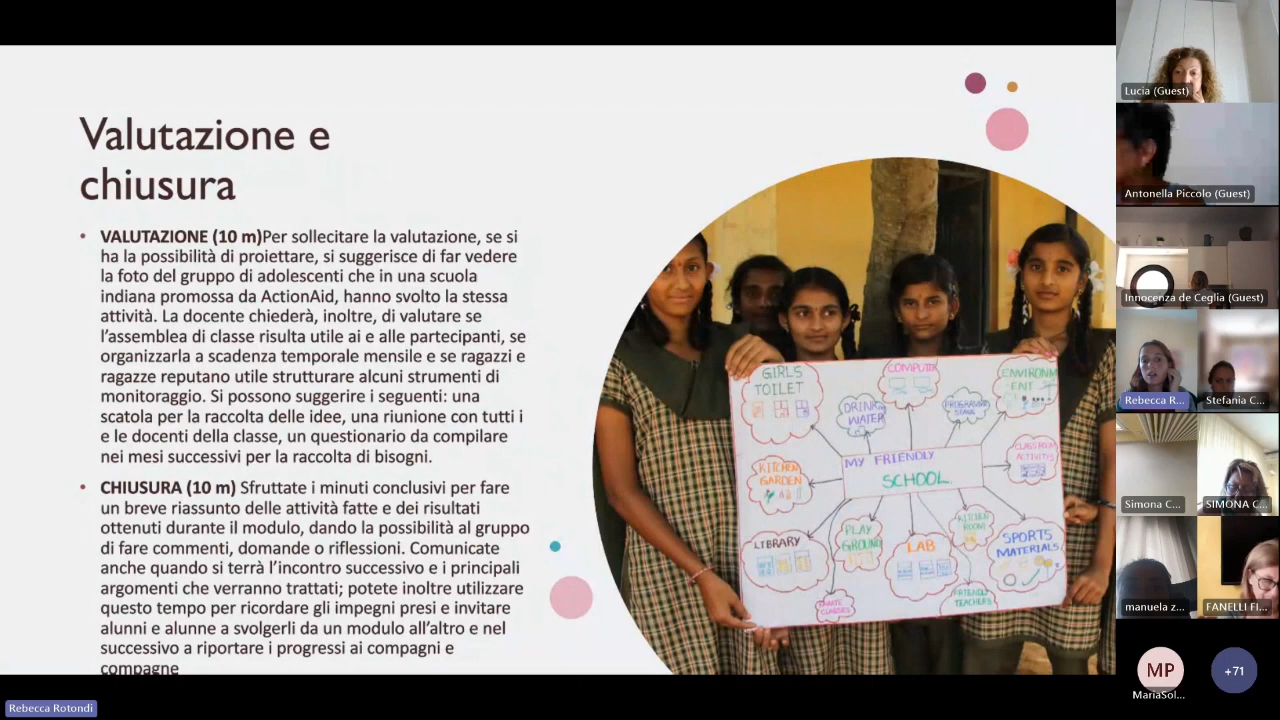 Valutazione e
chiusura
• VALUTAZIONE (10 m)Per sollecitare la valutazione, se si
ha la possibilità di proiettare, si suggerisce di far vedere
la foto del gruppo di adolescenti che in una scuola
indiana promossa da ActionAid, hanno svolto la stessa
attività. La docente chiederà, inoltre, di valutare se
l’assemblea di classe risulta utile ai e alle partecipanti, se
organizzarla a scadenza temporale mensile e se ragazzi e
ragazze reputano utile strutturare alcuni strumenti di
monitoraggio. Si possono suggerire i seguenti: una
scatola per la raccolta delle idee, una riunione con tutti i
e le docenti della classe, un questionario da compilare
nei mesi successivi per la raccolta di bisogni.
• CHIUSURA (10 m) Sfruttate i minuti conclusivi per fare
un breve riassunto delle attività fatte e dei risultati
ottenuti durante il modulo, dando la possibilità al gruppo
di fare commenti, domande o riflessioni. Comunicate
anche quando si terrà l’incontro successivo e i principali
argomenti che verranno trattati; potete inoltre utilizzare
questo tempo per ricordare gli impegni presi e invitare
alunni e alunne a svolgerli da un modulo all’altro e nel
successivo a riportare i progressi ai compagni e
compagne
GIRLS
TOILET
DRINK
WATER
COMPUTER
ENVIRONM
ENT
CLASSROOM
ACTIVITIES
MY FRIENDLY
SCHOOL.
KITCHEN
GARDEN
LIBRARY
PLAY
GROUND
LAB
KITCHEN
ROOM
SPORTS
MATERIALS
FRIENDLY
TEACHERS
Lucia (Guest)
Antonella Piccolo (Guest)
Innocenza de Ceglia (Guest)
Rebecca R...
Stefania C...
Simona C...
SIMONA C...
manuela z...
FANELLI FI...
MP
MariaSol...
+71
Rebecca Rotondi